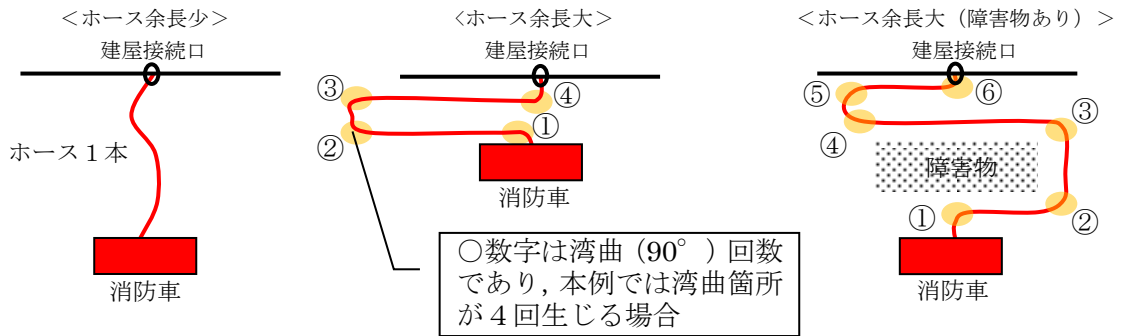 ＜ホース余長少＞
建屋接続口
ホース１本
消防車
＜ホース余長大＞
建屋接続口
③
④
①
②
消防車
○数字は湾曲（90°）回数
であり，本例では湾曲箇所
が４回生じる場合
＜ホース余長大（障害物あり）＞
建屋接続口
⑤
⑥
③
④
障害物
①
②
消防車